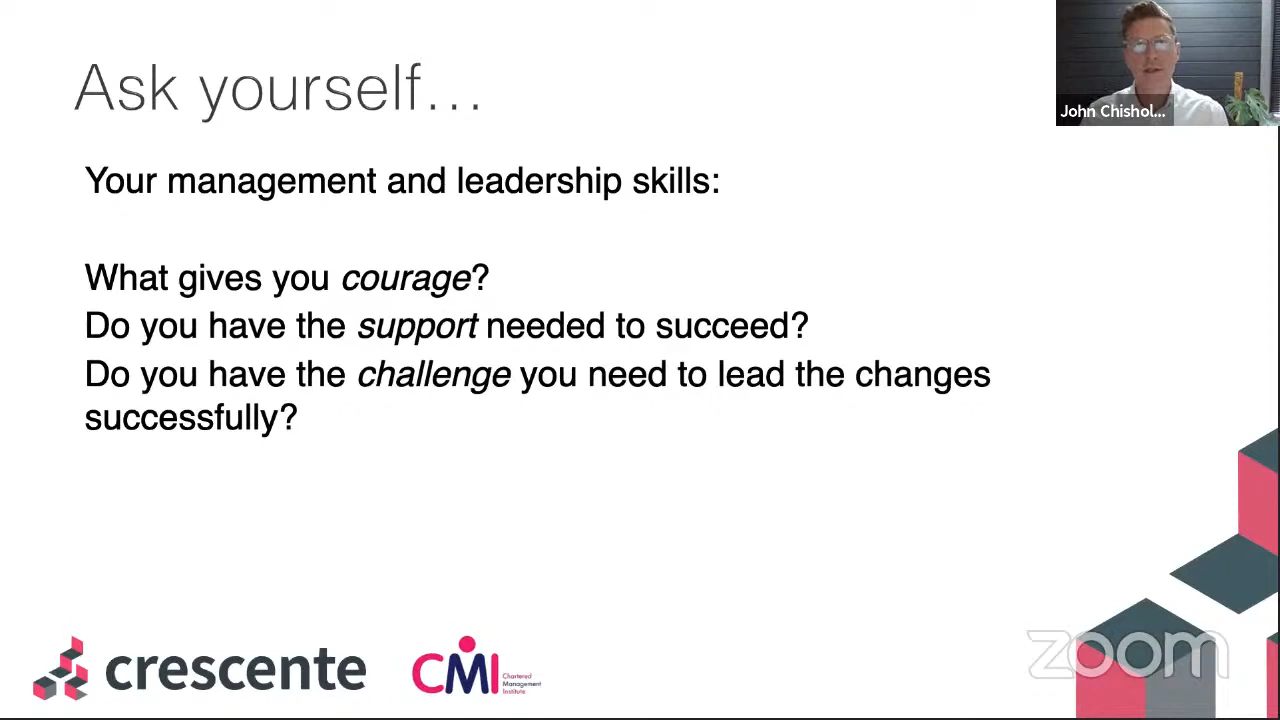 Ask yourself...
John Chishol...
Your management and leadership skills:
What gives you courage?
Do you have the support needed to succeed?
Do you have the challenge you need to lead the changes
successfully?
crescente
CMI
Chartered
Management
Institute
zoom